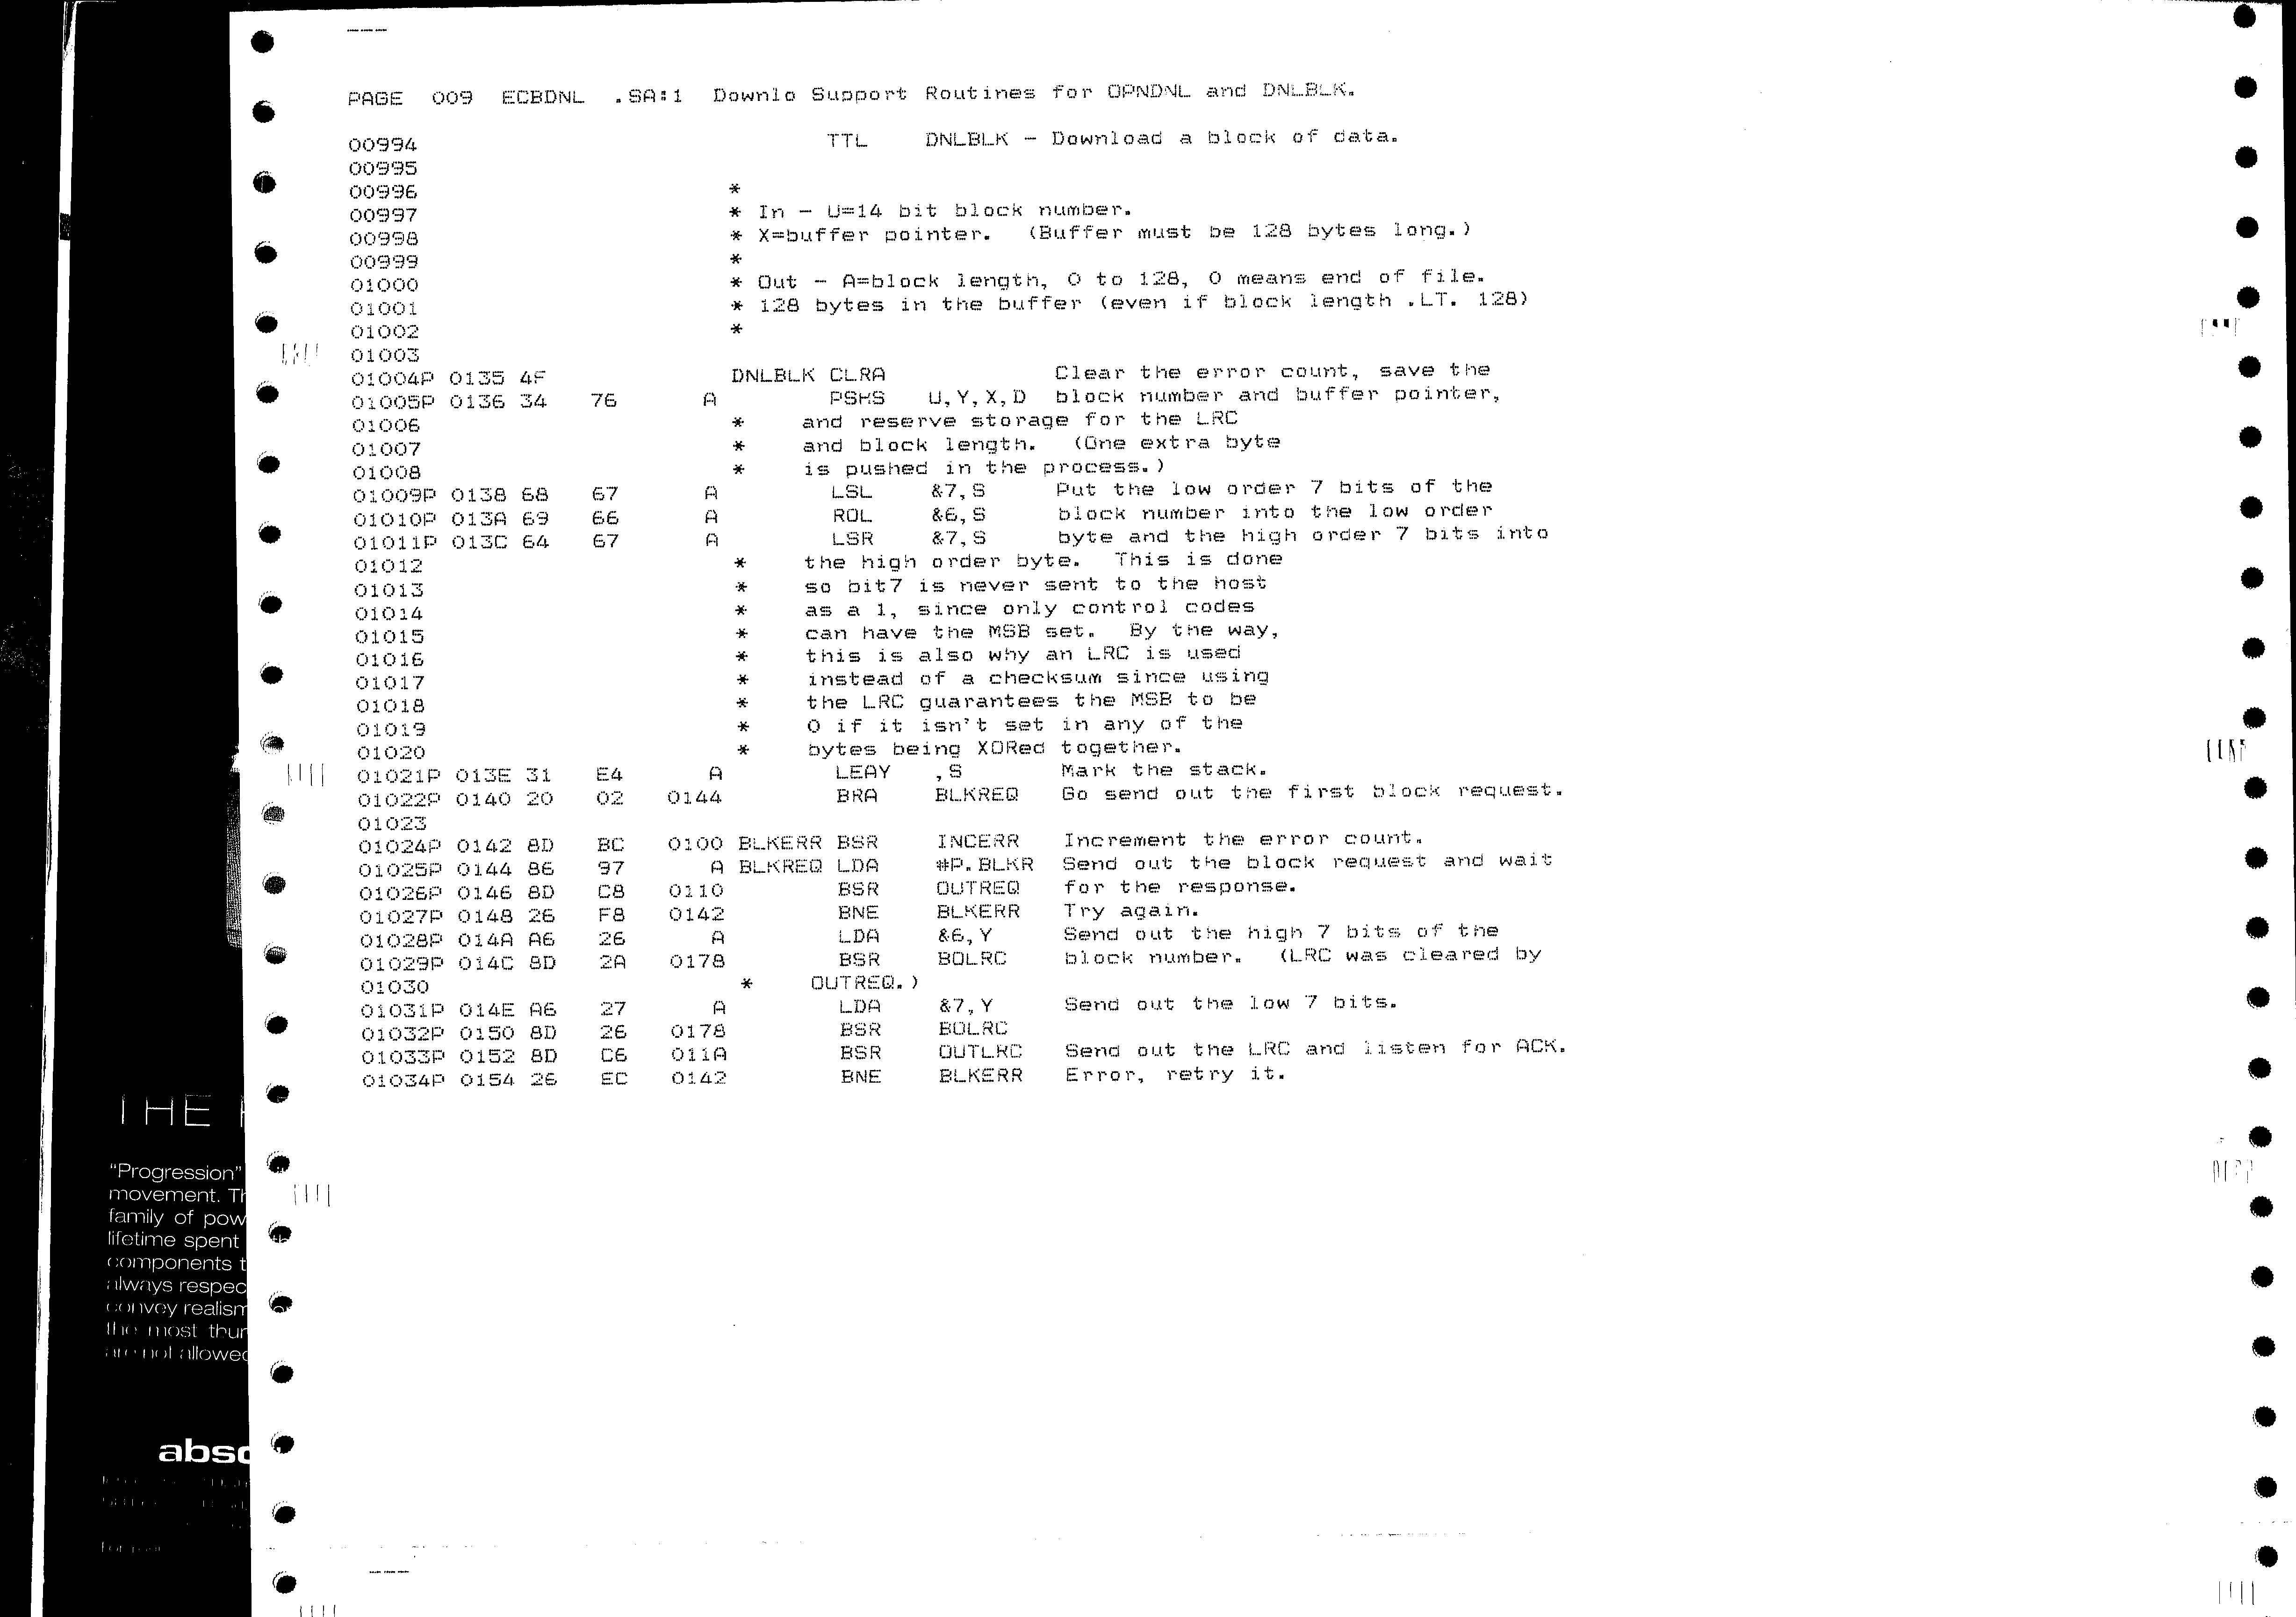 PAGE  009  ECBDNL  .SA:1  Downlo Support Routines for OPNDNL and DNLBLK.
00994                             TTL    DNLBLK - Download a block of data.
00995
00996                      *
00997                      * In - U=14 bit block number.
00998                      * X=buffer pointer.  (Buffer must be 128 bytes long.)
00999                      *
01000                      * Out - A=block length, 0 to 128, 0 means end of file.
01001                      * 128 bytes in the buffer (even if block length .LT. 128)
01002                      *
01003
01004P 0135 4F             DNLBLK CLRA            Clear the error count, save the
01005P 0136 34   76      A        PSHS   U,Y,X,D  block number and buffer pointer,
01006                      *    and reserve storage for the LRC
01007                      *    and block length.  (One extra byte
01008                      *    is pushed in the process.)
01009P 0138 68   67      A        LSL    &7,S     Put the low order 7 bits of the
01010P 013A 69   66      A        ROL    &6,S     block number into the low order
01011P 013C 64   67      A        LSR    &7,S     byte and the high order 7 bits into
01012                      *    the high order byte.  This is done
01013                      *    so bit7 is never sent to the host
01014                      *    as a 1, since only control codes
01015                      *    can have the MSB set.  By the way,
01016                      *    this is also why an LRC is used
01017                      *    instead of a checksum since using
01018                      *    the LRC guarantees the MSB to be
01019                      *    0 if it isn't set in any of the
01020                      *    bytes being XORed together.
01021P 013E 31   E4      A        LEAY   ,S       Mark the stack.
01022P 0140 20   02   0144        BRA    BLKREQ   Go send out the first block request.
01023
01024P 0142 8D   BC   0100 BLKERR BSR    INCERR   Increment the error count.
01025P 0144 86   97      A BLKREQ LDA    #P.BLKR  Send out the block request and wait
01026P 0146 8D   C8   0110        BSR    OUTREQ   for the response.
01027P 0148 26   F8   0142        BNE    BLKERR   Try again.
01028P 014A A6   26      A        LDA    &6,Y     Send out the high 7 bits of the
01029P 014C 8D   2A   0178        BSR    BOLRC    block number.  (LRC was cleared by
01030                      *    OUTREQ.)
01031P 014E A6   27      A        LDA    &7,Y     Send out the low 7 bits.
01032P 0150 8D   26   0178        BSR    BOLRC
01033P 0152 8D   C6   011A        BSR    OUTLRC   Send out the LRC and listen for ACK.
01034P 0154 26   EC   0142        BNE    BLKERR   Error, retry it.
THE
"Progression"
movement. Th
family of pow
lifetime spent
components t
always respec
convey realism
the most thun
are not allowed
abso